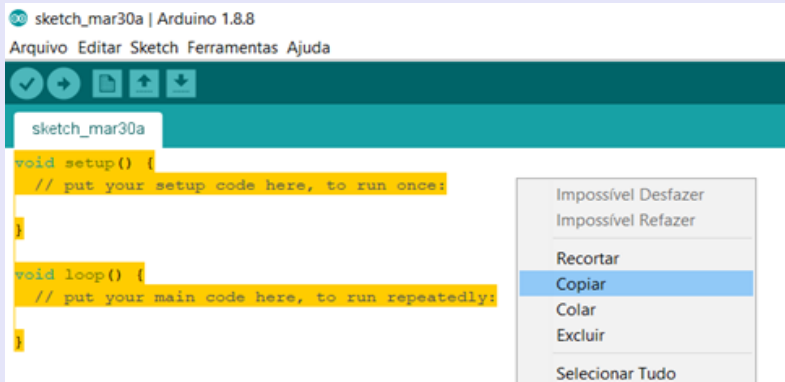 sketch_mar30a | Arduino 1.8.8
Arquivo Editar Sketch Ferramentas Ajuda
sketch_mar30a
void setup() {
// put your setup code here, to run once:
}
void loop() {
// put your main code here, to run repeatedly:
}
Impossível Desfazer
Impossível Refazer
Recortar
Copiar
Colar
Excluir
Selecionar Tudo